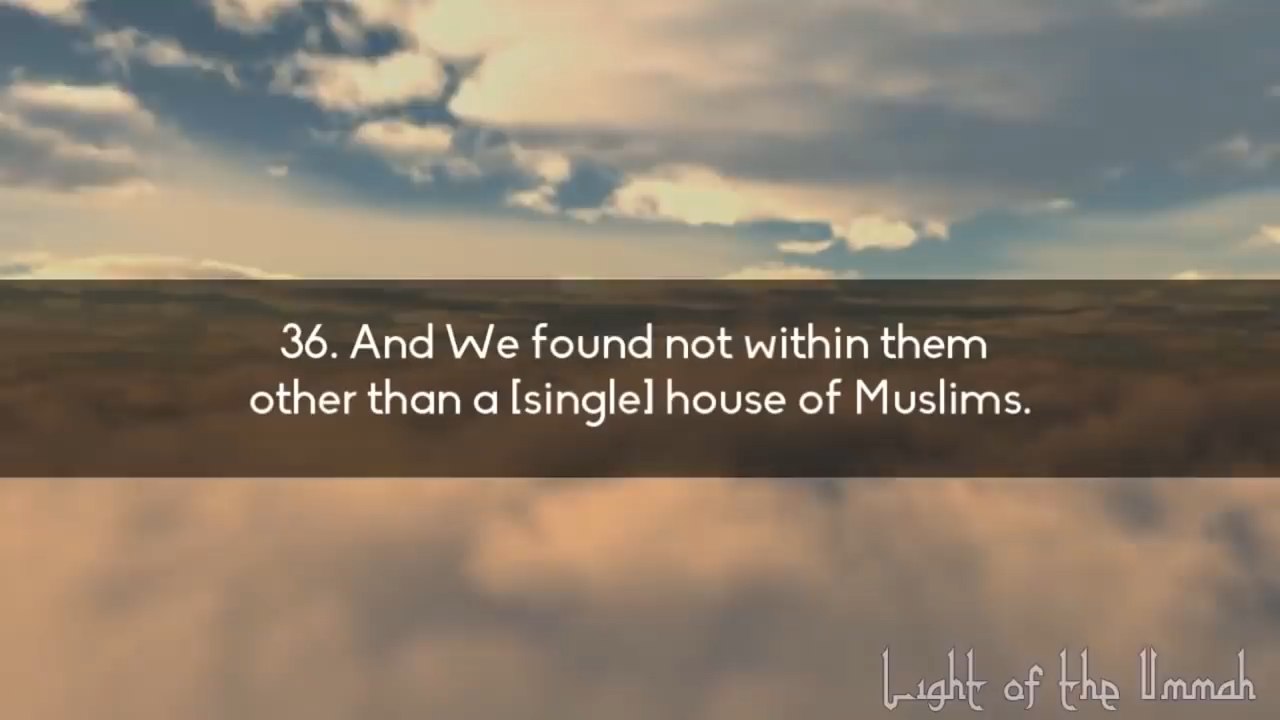 36. And We found not within them
other than a [single] house of Muslims.
Light of the Ummah